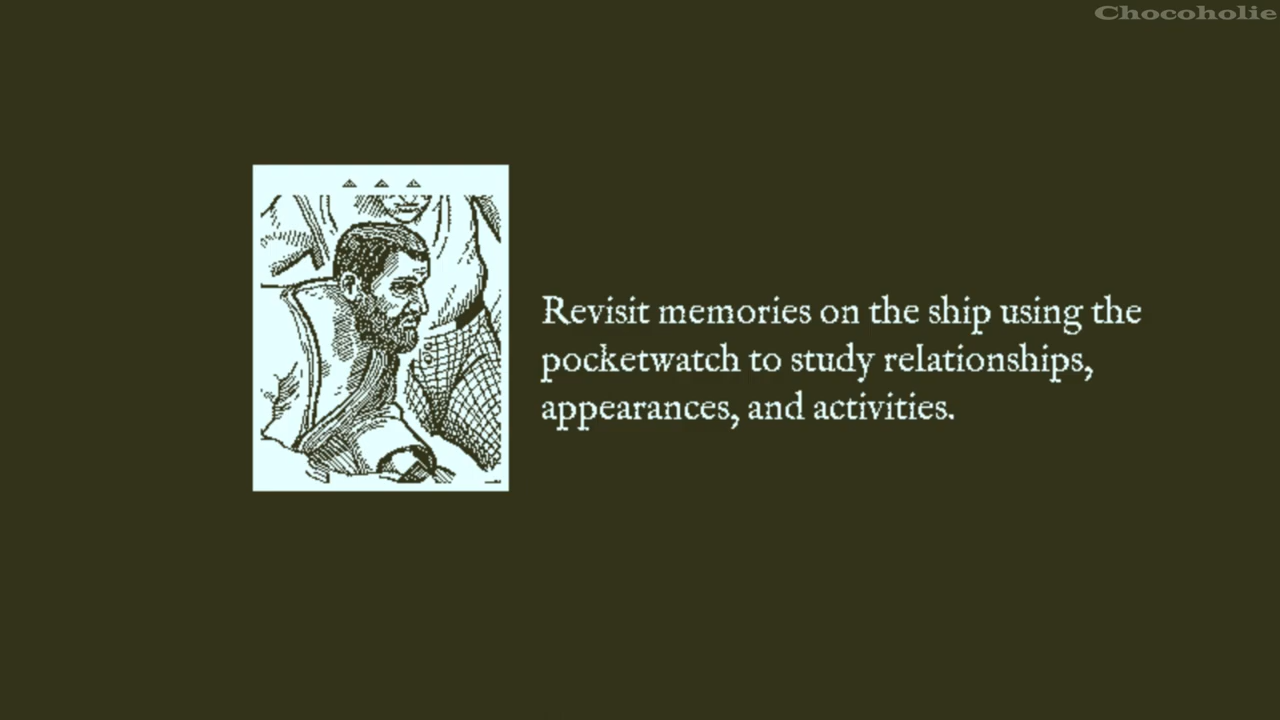 Chocoholie
Revisit memories on the ship using the
pocketwatch to study relationships,
appearances, and activities.